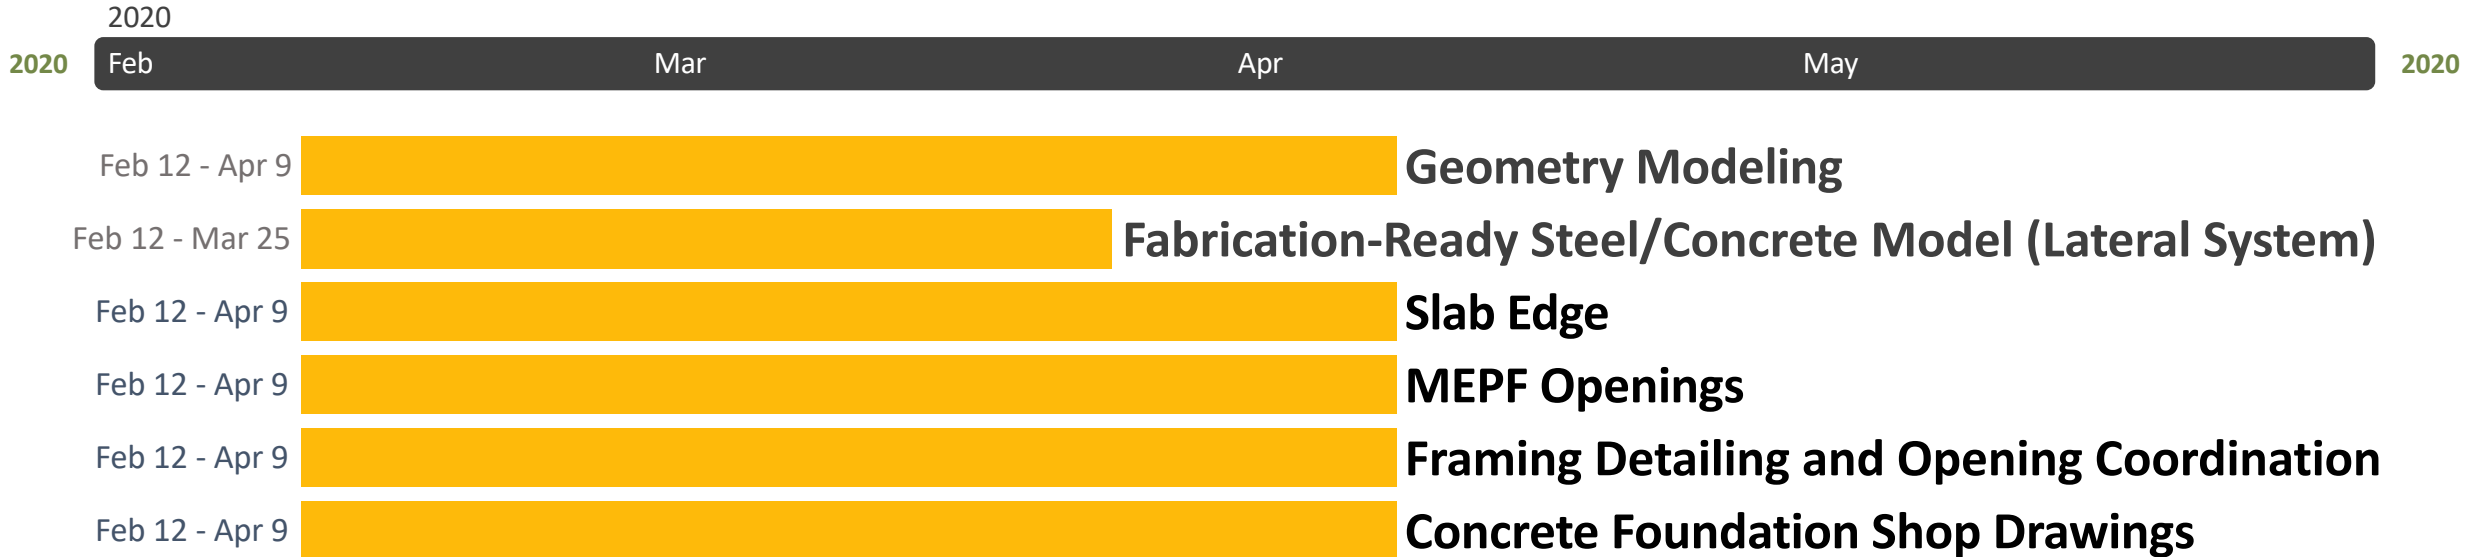 2020
2020 Feb Mar Apr May 2020
Feb 12 - Apr 9 Geometry Modeling
Feb 12 - Mar 25 Fabrication-Ready Steel/Concrete Model (Lateral System)
Feb 12 - Apr 9 Slab Edge
Feb 12 - Apr 9 MEPF Openings
Feb 12 - Apr 9 Framing Detailing and Opening Coordination
Feb 12 - Apr 9 Concrete Foundation Shop Drawings